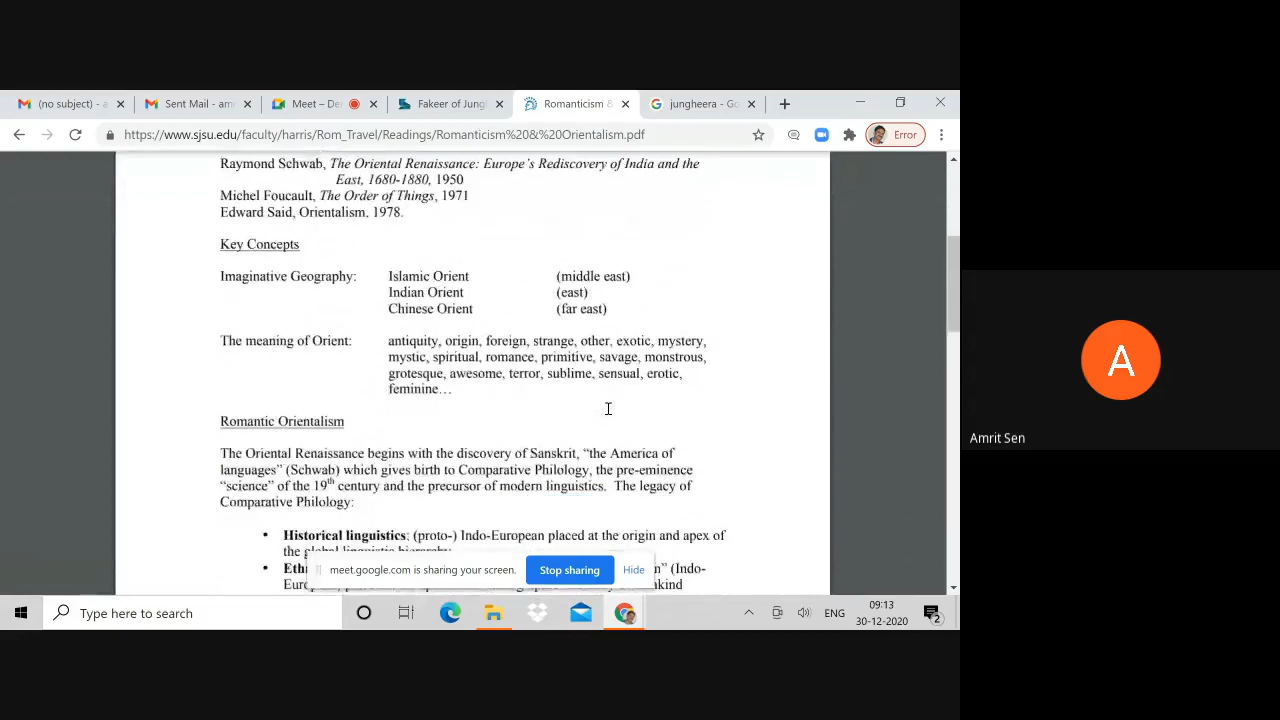 (no subject) - a
Sent Mail - am
Meet – De
Fakeer of Jungl
Romanticism &
jungheera - Go
https://www.sjsu.edu/faculty/harris/Rom_Travel/Readings/Romanticism%20&%20Orientalism.pdf
Error
Raymond Schwab, The Oriental Renaissance: Europe's Rediscovery of India and the
East, 1680-1880, 1950
Michel Foucault, The Order of Things, 1971
Edward Said, Orientalism, 1978.
Key Concepts
Imaginative Geography: Islamic Orient (middle east)
Indian Orient (east)
Chinese Orient (far east)
The meaning of Orient: antiquity, origin, foreign, strange, other, exotic, mystery,
mystic, spiritual, romance, primitive, savage, monstrous,
grotesque, awesome, terror, sublime, sensual, erotic,
feminine…
Romantic Orientalism
The Oriental Renaissance begins with the discovery of Sanskrit, “the America of
languages” (Schwab) which gives birth to Comparative Philology, the pre-eminence
“science” of the 19th century and the precursor of modern linguistics. The legacy of
Comparative Philology:
• Historical linguistics: (proto-) Indo-European placed at the origin and apex of
the global linguistic hierarchy
meet.google.com is sharing your screen. Stop sharing Hide
A
Amrit Sen
Type here to search
ENG
09:13
30-12-2020
2